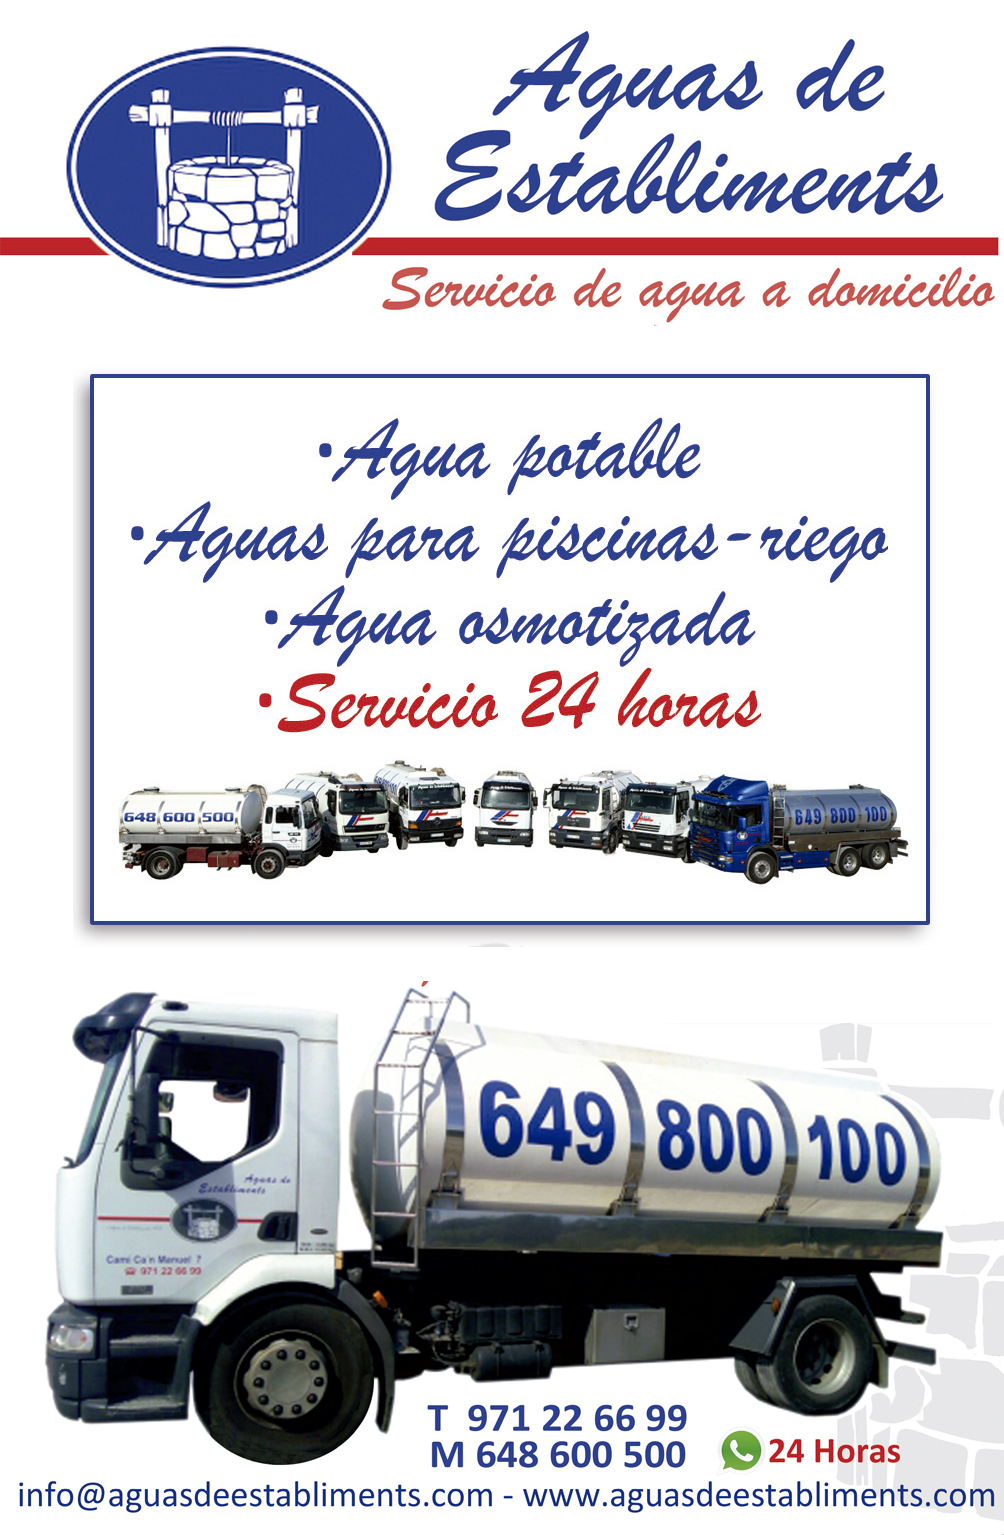 Aguas de
Establiments
Servicio de agua a domicilio
•Agua potable
•Aguas para piscinas-riego
•Agua osmotizada
•Servicio 24 horas
648 600 500
649 800 100
649 800 100
Aguas de
Establiments
Camí Ca'n Manuel 7
☎ 971 22 66 99
T 971 22 66 99
M 648 600 500
24 Horas
info@aguasdeestabliments.com - www.aguasdeestabliments.com